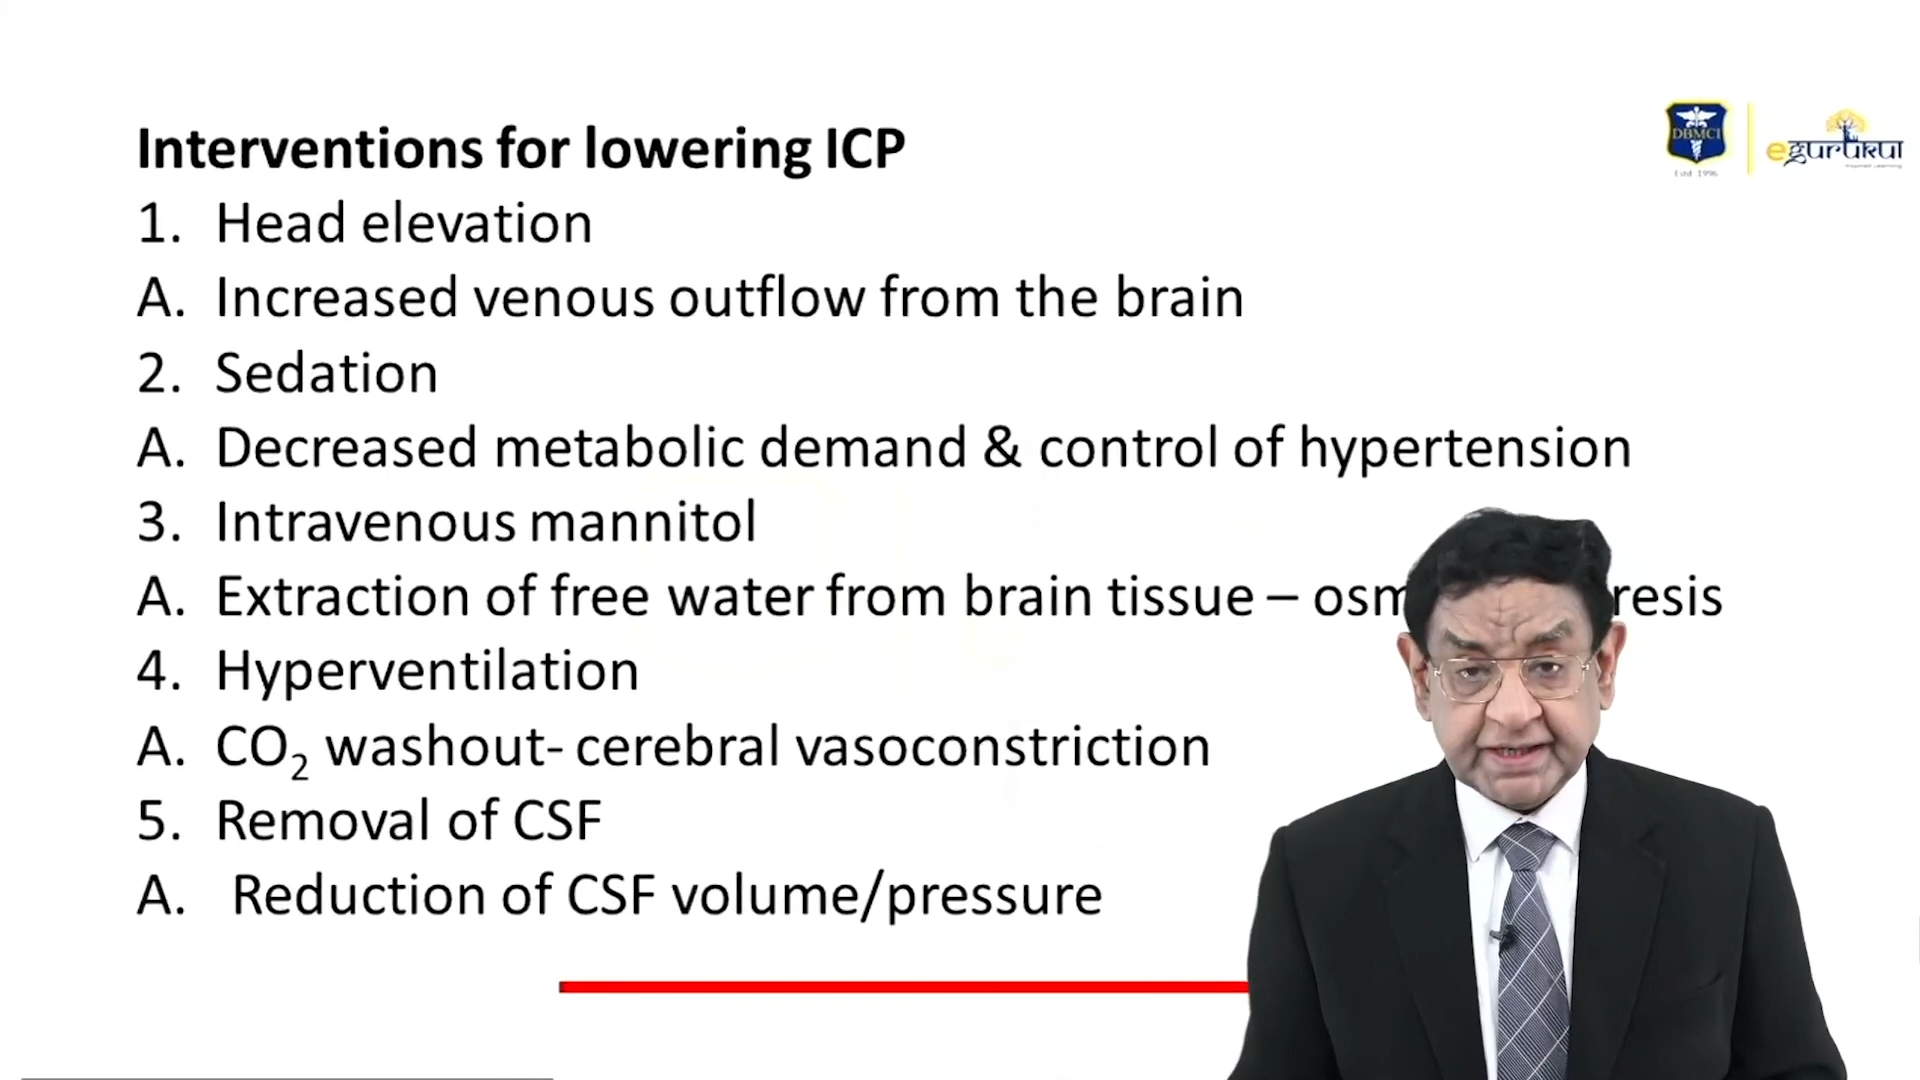 Interventions for lowering ICP
DBMCI
Estd 1996
egurukul
1. Head elevation
A. Increased venous outflow from the brain
2. Sedation
A. Decreased metabolic demand & control of hypertension
3. Intravenous mannitol
A. Extraction of free water from brain tissue – osm resis
4. Hyperventilation
A. CO₂ washout- cerebral vasoconstriction
5. Removal of CSF
A. Reduction of CSF volume/pressure